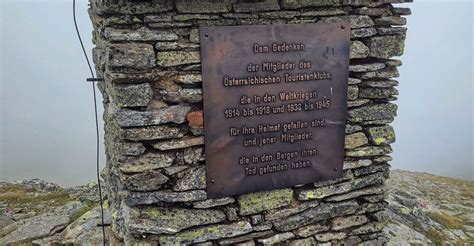 Dem Gedenken
der Mitglieder des
Österreichischen Touristenklubs,
die in den Weltkriegen
1914 bis 1918 und 1939 bis 1945
für ihre Heimat gefallen sind,
und jener Mitglieder,
die in den Bergen ihren
Tod gefunden haben.